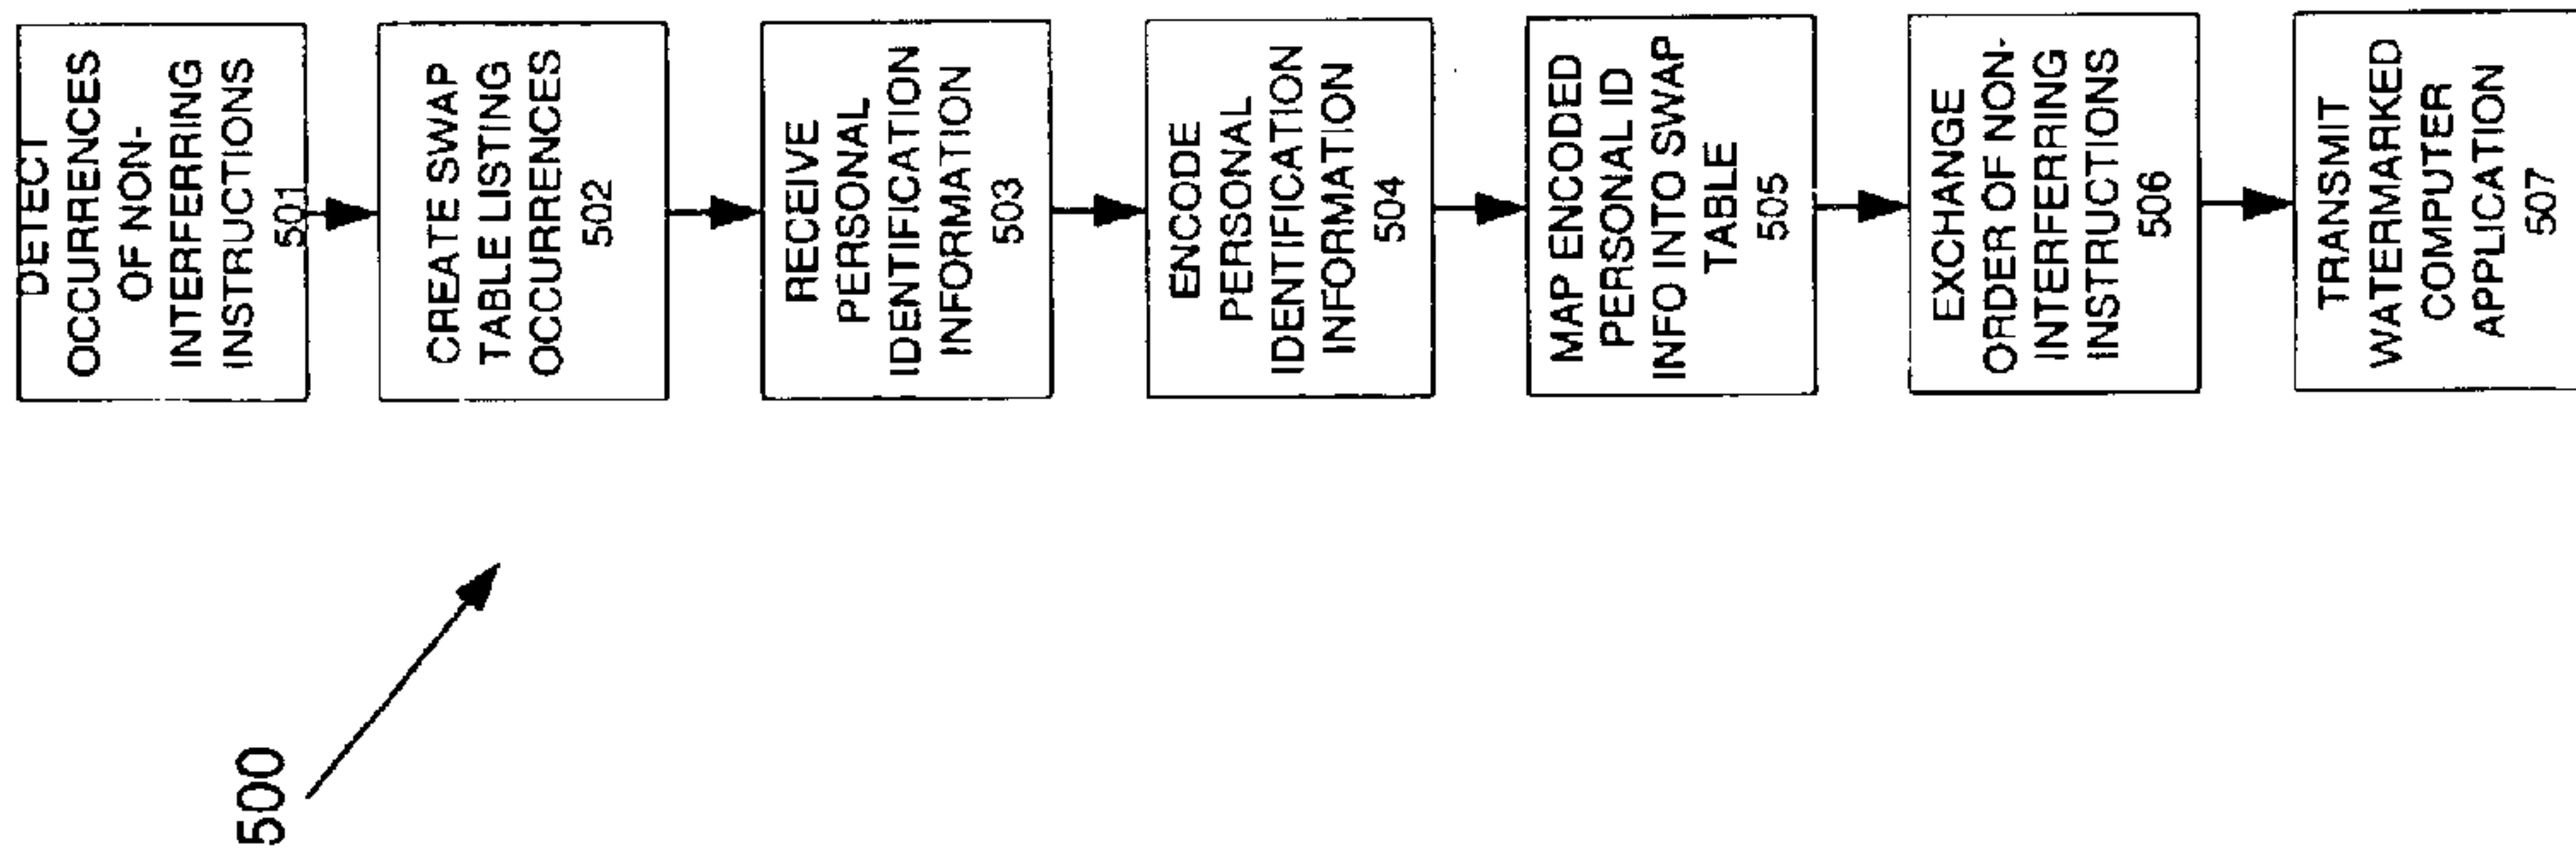 500
DETECT
OCCURRENCES
OF NON-
INTERFERRING
INSTRUCTIONS
501
CREATE SWAP
TABLE LISTING
OCCURRENCES
502
RECEIVE
PERSONAL
IDENTIFICATION
INFORMATION
503
ENCODE
PERSONAL
IDENTIFICATION
INFORMATION
504
MAP ENCODED
PERSONAL ID
INFO INTO SWAP
TABLE
505
EXCHANGE
ORDER OF NON-
INTERFERRING
INSTRUCTIONS
506
TRANSMIT
WATERMARKED
COMPUTER
APPLICATION
507